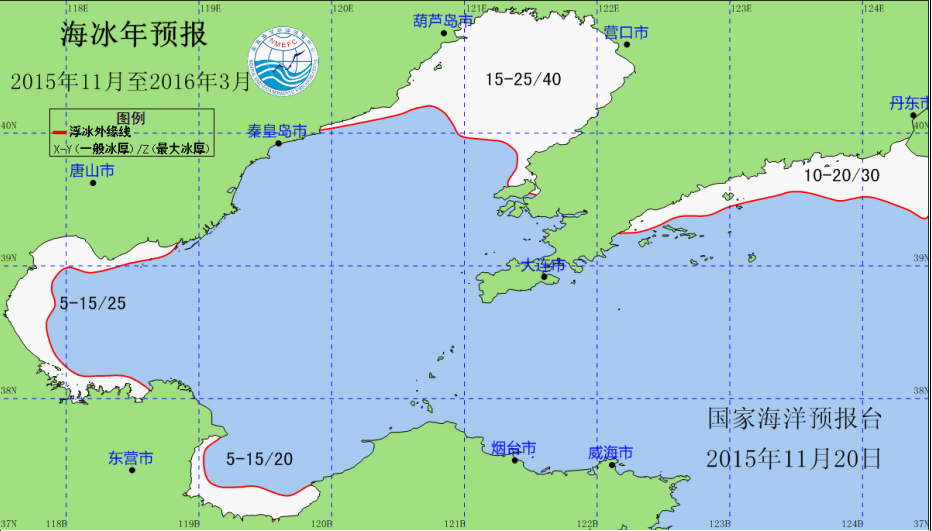 118E 119E 120E 121E 122E 123E 124E
海冰年预报
2015年11月至2016年3月
NMEFC
葫芦岛市
营口市
15-25/40
丹东市
图例
浮冰外缘线
X-Y(一般冰厚)/Z(最大冰厚)
40N
40N
秦皇岛市
唐山市
10-20/30
39N
39N
大连市
5-15/25
38N
38N
国家海洋预报台
2015年11月20日
东营市
5-15/20
烟台市
威海市
37N 118E 119E 120E 121E 122E 123E 124E 37N